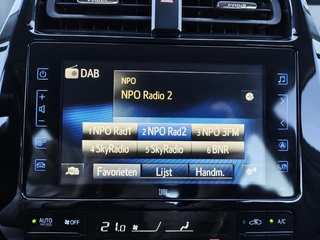 DAB
NPO
NPO Radio 2
1 NPO Rad1
2 NPO Rad2
3 NPO 3FM
4 SkyRadio
5 SkyRadio
6 BNR
Favorieten
Lijst
Handm.
JBL
AUTO
OFF
21.0
A/C